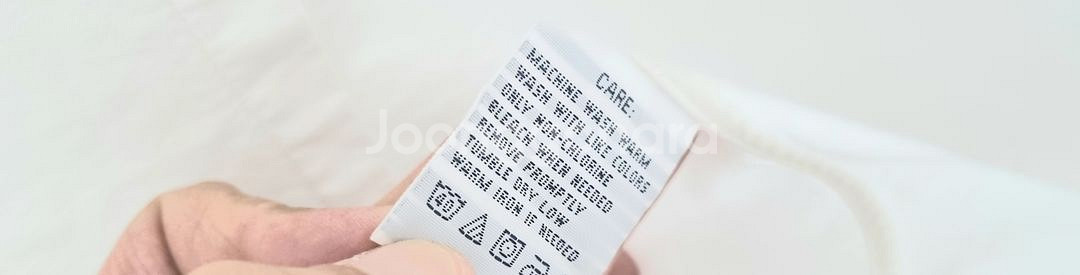 CARE:
MACHINE WASH WARM
WASH WITH LIKE COLORS
ONLY NON-CHLORINE
BLEACH WHEN NEEDED
REMOVE PROMPTLY
TUMBLE DRY LOW
WARM IRON IF NEEDED
40